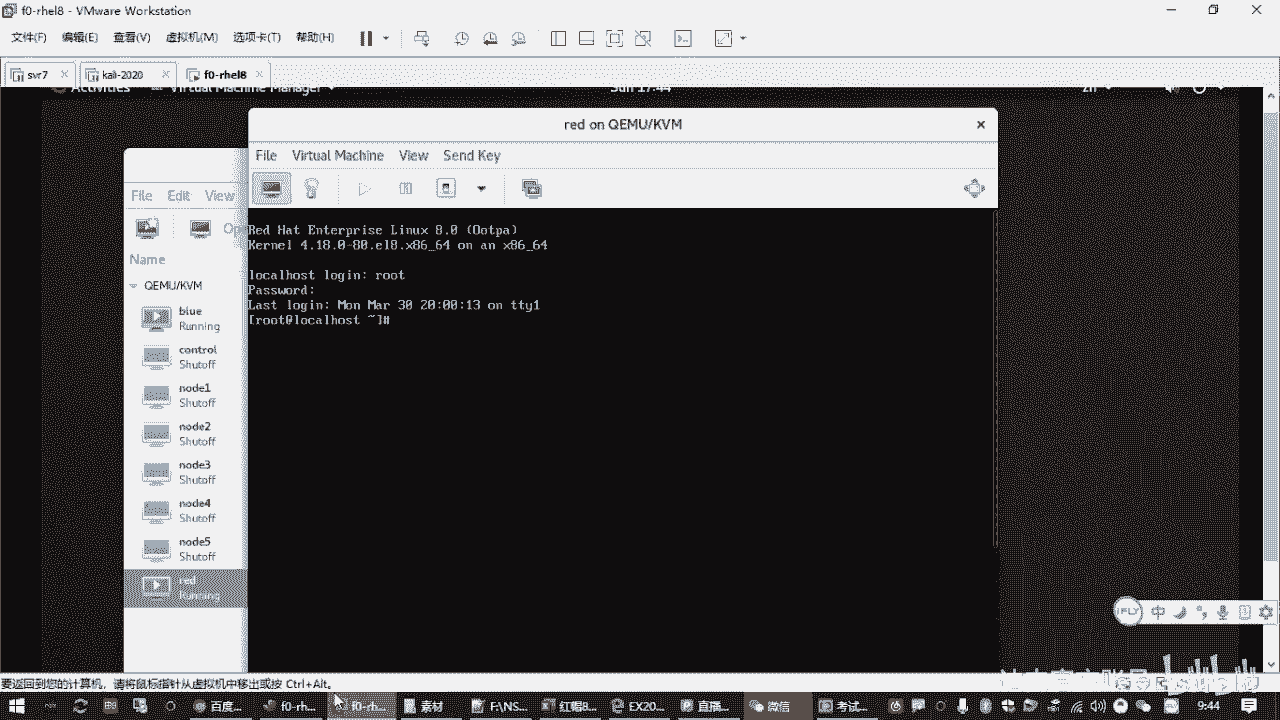 f0-rhel8 - VMware Workstation
文件(F) 编辑(E) 查看(V) 虚拟机(M) 选项卡(T) 帮助(H)
svr7 kali-2020 f0-rhel8
Activities Virtual Machine Manager Sun 17:44 zh
red on QEMU/KVM
File Virtual Machine View Send Key
File Edit View
Name
QEMU/KVM
blue
Running
control
Shutoff
node1
Shutoff
node2
Shutoff
node3
Shutoff
node4
Shutoff
node5
Shutoff
red
Running
Red Hat Enterprise Linux 8.0 (Ootpa)
Kernel 4.18.0-80.el8.x86_64 on an x86_64
localhost login: root
Password:
Last login: Mon Mar 30 20:00:13 on tty1
[root@localhost ~]#
iFLY 中
要返回到您的计算机，请将鼠标指针从虚拟机中移出或按 Ctrl+Alt。
百度... f0-rh... f0-rh... 素材 F:\NS... 红帽8... EX20... 直播... 微信 考试... 9:44